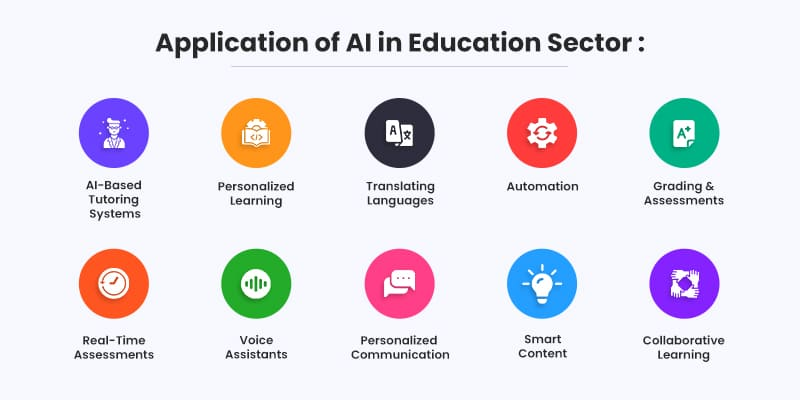 Application of AI in Education Sector :
AI-Based
Tutoring
Systems
Personalized
Learning
Translating
Languages
Automation
Grading &
Assessments
Real-Time
Assessments
Voice
Assistants
Personalized
Communication
Smart
Content
Collaborative
Learning